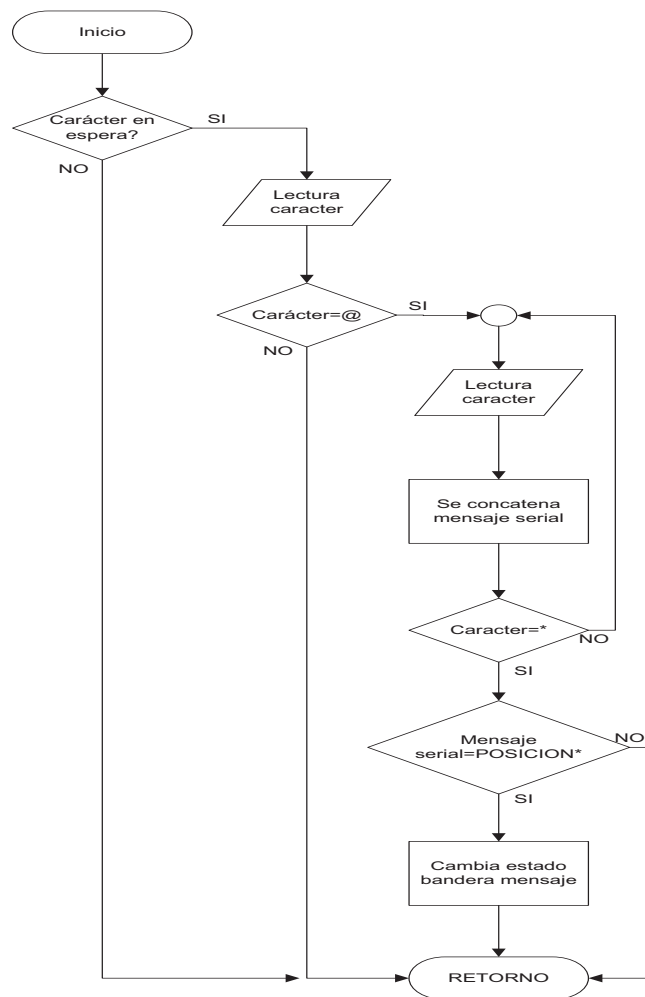 Inicio
Carácter en
espera?
SI
NO
Lectura
caracter
Carácter=@
SI
NO
Lectura
caracter
Se concatena
mensaje serial
Caracter=*
NO
SI
Mensaje
serial=POSICION*
NO
SI
Cambia estado
bandera mensaje
RETORNO